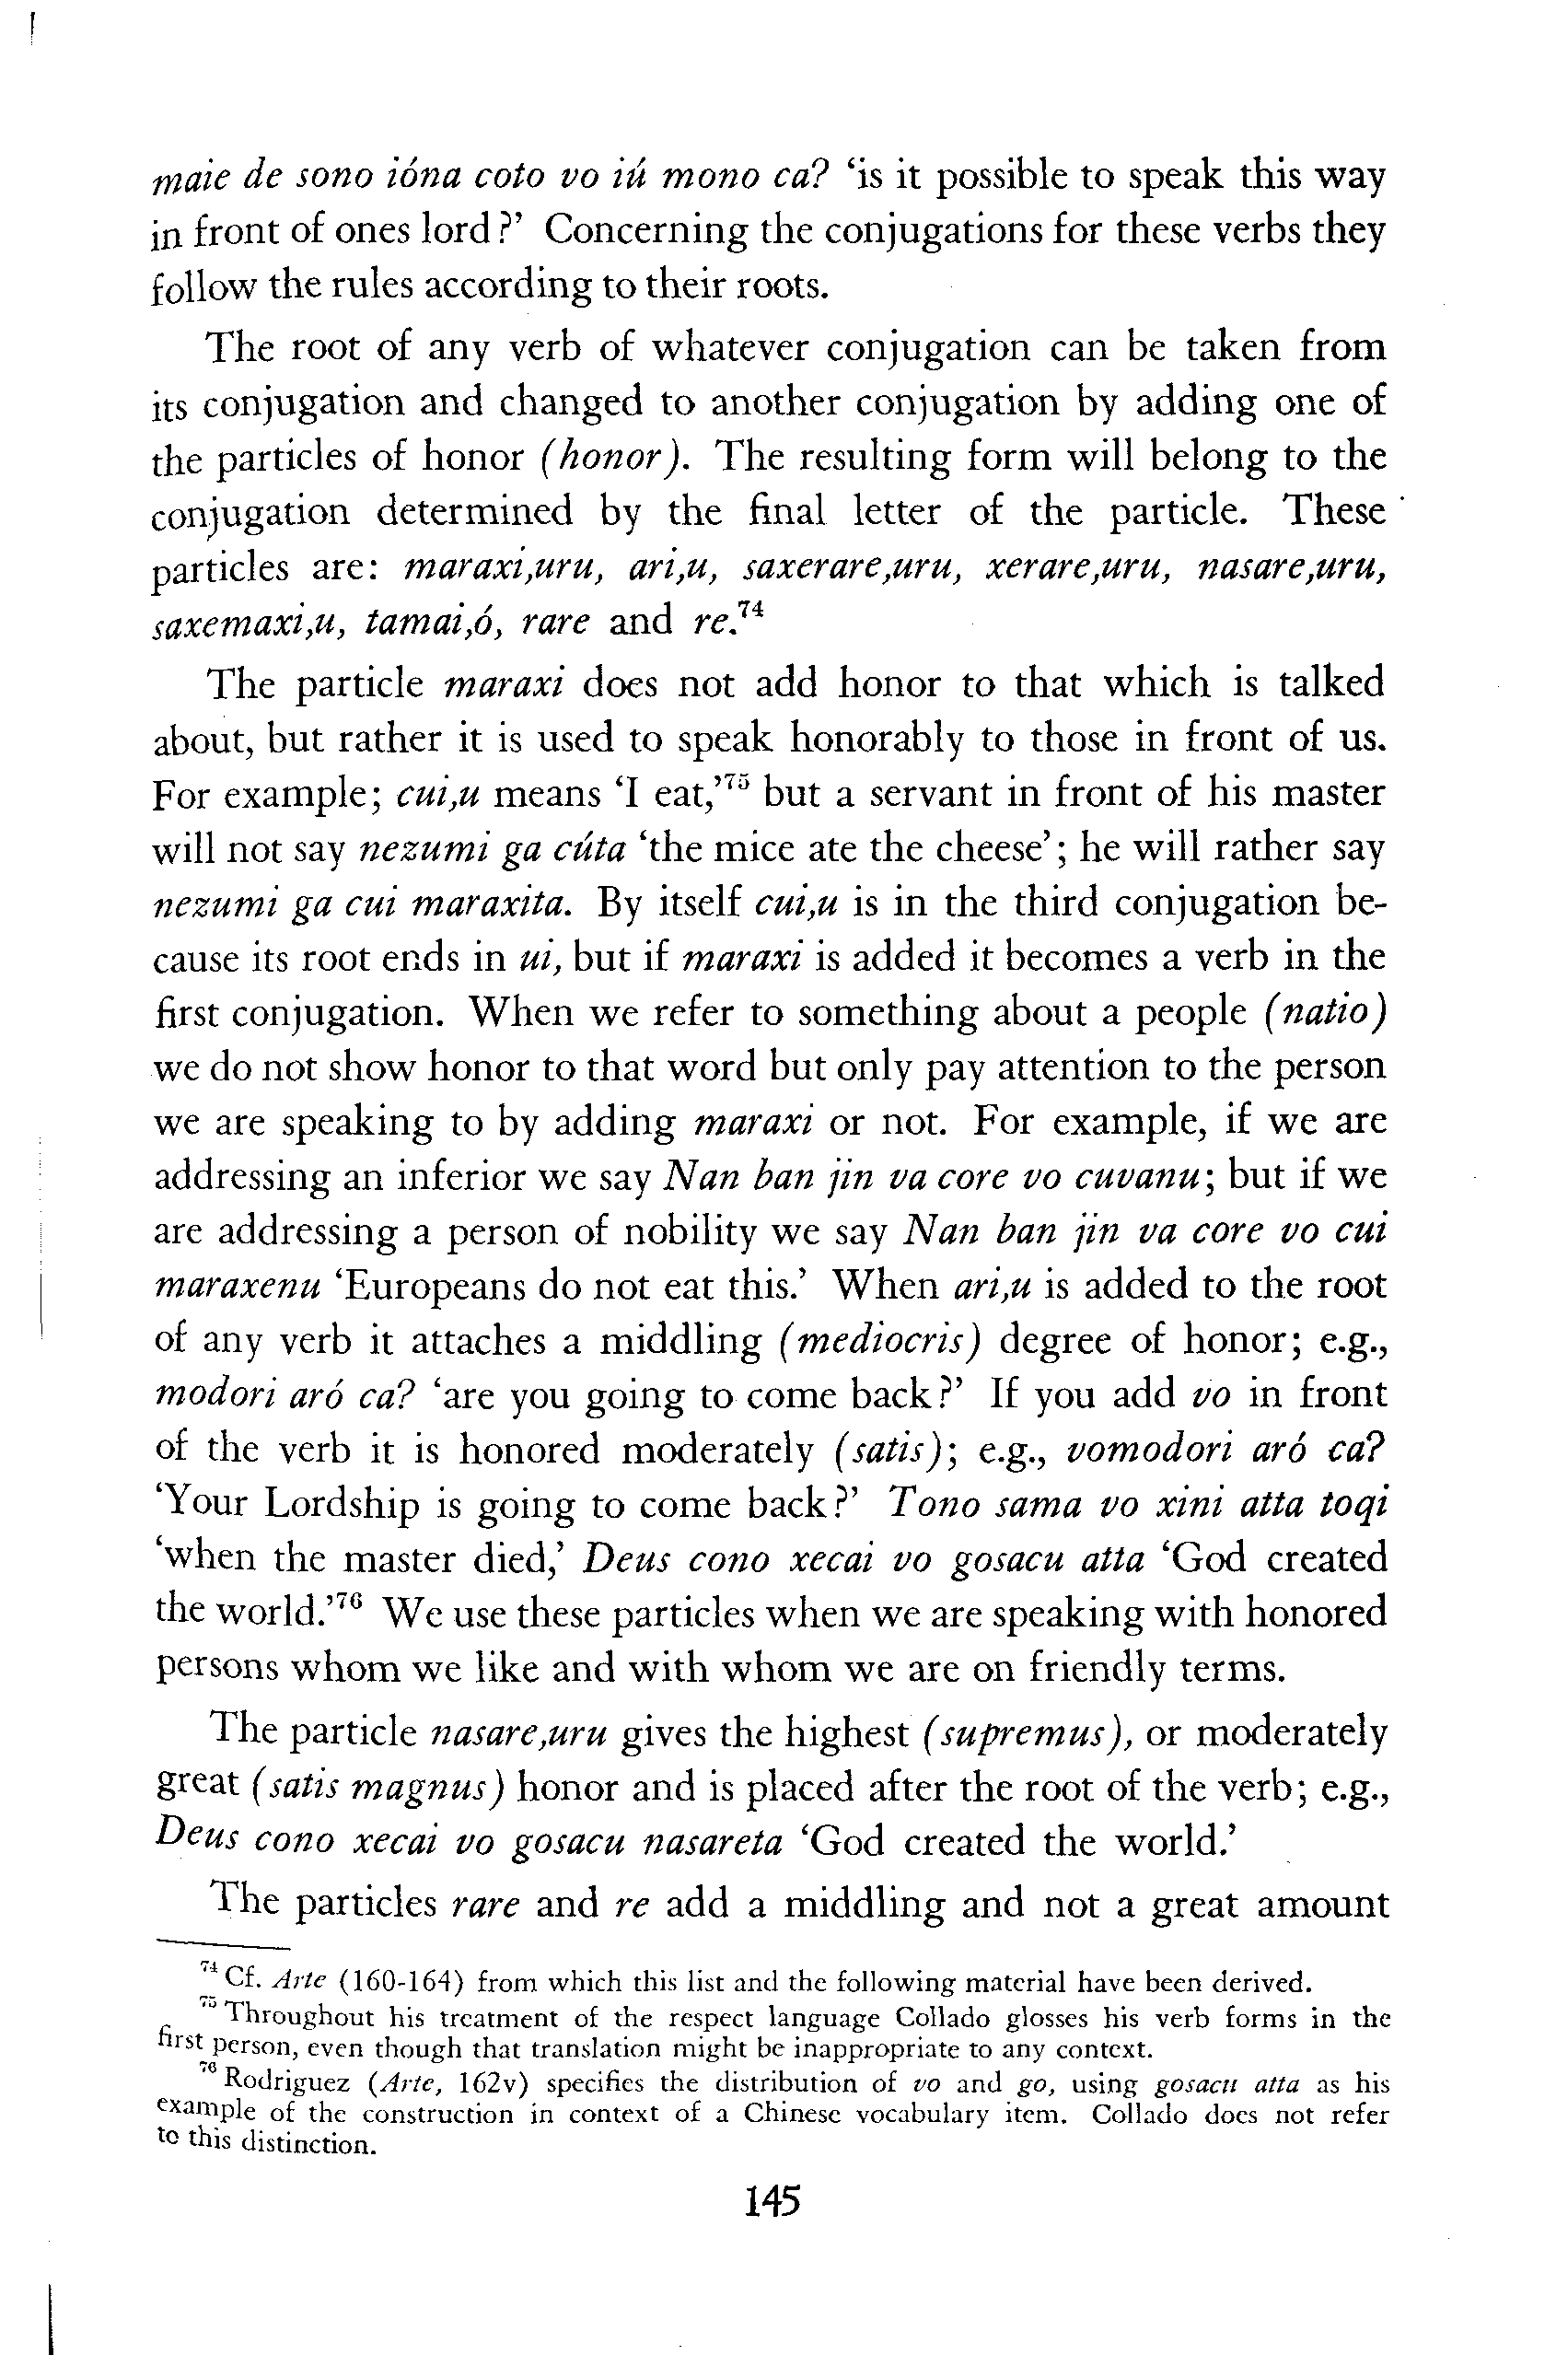 maie de sono ióna coto vo iú mono ca? ‘is it possible to speak this way
in front of ones lord?’ Concerning the conjugations for these verbs they
follow the rules according to their roots.
The root of any verb of whatever conjugation can be taken from
its conjugation and changed to another conjugation by adding one of
the particles of honor (honor). The resulting form will belong to the
conjugation determined by the final letter of the particle. These
particles are: maraxi,uru, ari,u, saxerare,uru, xerare,uru, nasare,uru,
saxemaxi,u, tamai,ó, rare and re.74
The particle maraxi does not add honor to that which is talked
about, but rather it is used to speak honorably to those in front of us.
For example; cui,u means ‘I eat,’75 but a servant in front of his master
will not say nezumi ga cúta ‘the mice ate the cheese’; he will rather say
nezumi ga cui maraxita. By itself cui,u is in the third conjugation be-
cause its root ends in ui, but if maraxi is added it becomes a verb in the
first conjugation. When we refer to something about a people (natio)
we do not show honor to that word but only pay attention to the person
we are speaking to by adding maraxi or not. For example, if we are
addressing an inferior we say Nan ban jin va core vo cuvanu; but if we
are addressing a person of nobility we say Nan ban jin va core vo cui
maraxenu ‘Europeans do not eat this.’ When ari,u is added to the root
of any verb it attaches a middling (mediocris) degree of honor; e.g.,
modori aró ca? ‘are you going to come back?’ If you add vo in front
of the verb it is honored moderately (satis); e.g., vomodori aró ca?
‘Your Lordship is going to come back?’ Tono sama vo xini atta toqi
‘when the master died,’ Deus cono xecai vo gosacu atta ‘God created
the world.’76 We use these particles when we are speaking with honored
persons whom we like and with whom we are on friendly terms.
The particle nasare,uru gives the highest (supremus), or moderately
great (satis magnus) honor and is placed after the root of the verb; e.g.,
Deus cono xecai vo gosacu nasareta ‘God created the world.’
The particles rare and re add a middling and not a great amount
74 Cf. Arte (160-164) from which this list and the following material have been derived.
75 Throughout his treatment of the respect language Collado glosses his verb forms in the
first person, even though that translation might be inappropriate to any context.
76 Rodriguez (Arte, 162v) specifies the distribution of vo and go, using gosacu atta as his
example of the construction in context of a Chinese vocabulary item. Collado does not refer
to this distinction.
145